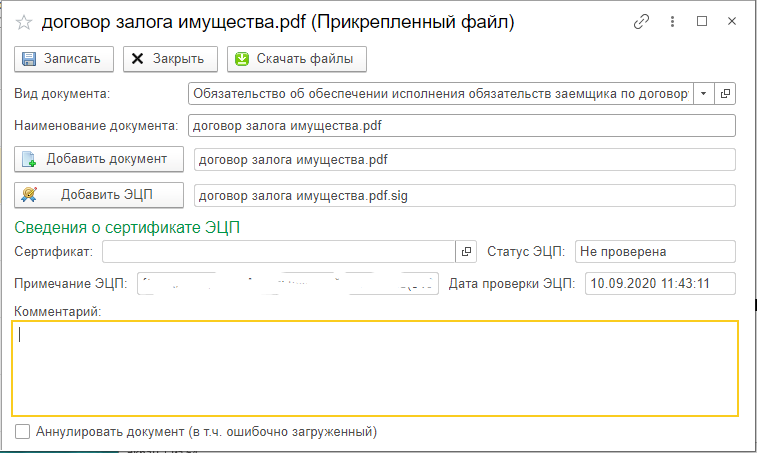 договор залога имущества.pdf (Прикрепленный файл)
Записать Закрыть Скачать файлы
Вид документа: Обязательство об обеспечении исполнения обязательств заемщика по договор
Наименование документа: договор залога имущества.pdf
Добавить документ договор залога имущества.pdf
Добавить ЭЦП договор залога имущества.pdf.sig
Сведения о сертификате ЭЦП
Сертификат: Статус ЭЦП: Не проверена
Примечание ЭЦП: Дата проверки ЭЦП: 10.09.2020 11:43:11
Комментарий:
Аннулировать документ (в т.ч. ошибочно загруженный)